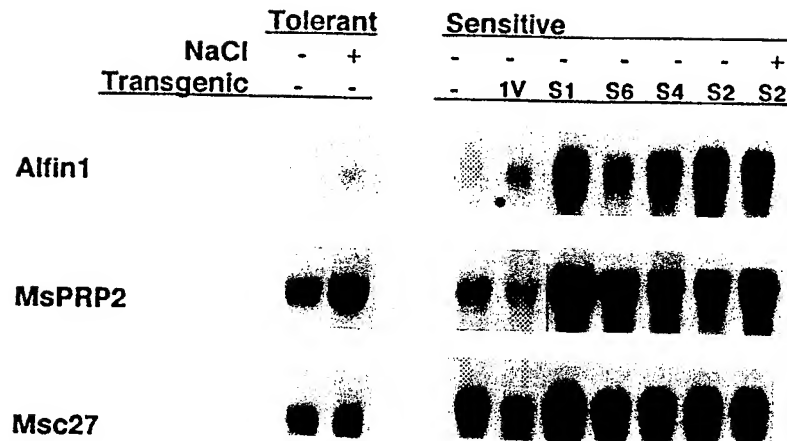 Tolerant Sensitive
NaCl - + - - - - - - +
Transgenic - - - 1V S1 S6 S4 S2 S2
Alfin1
MsPRP2
Msc27